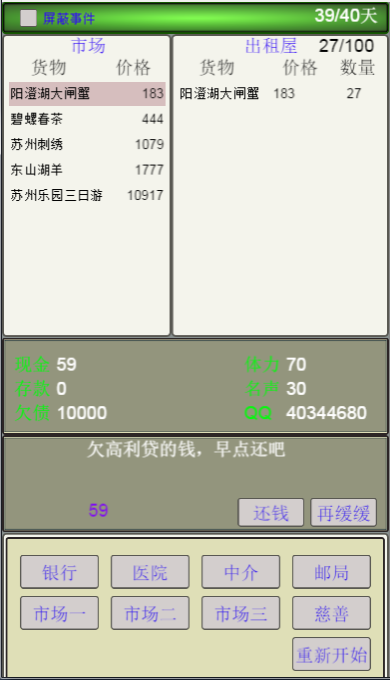 屏蔽事件 39/40天
市场
货物 价格
阳澄湖大闸蟹 183
碧螺春茶 444
苏州刺绣 1079
东山湖羊 1777
苏州乐园三日游 10917
出租屋 27/100
货物 价格 数量
阳澄湖大闸蟹 183 27
现金 59 体力 70
存款 0 名声 30
欠债 10000 QQ 40344680
欠高利贷的钱，早点还吧
59 还钱 再缓缓
银行 医院 中介 邮局
市场一 市场二 市场三 慈善
重新开始